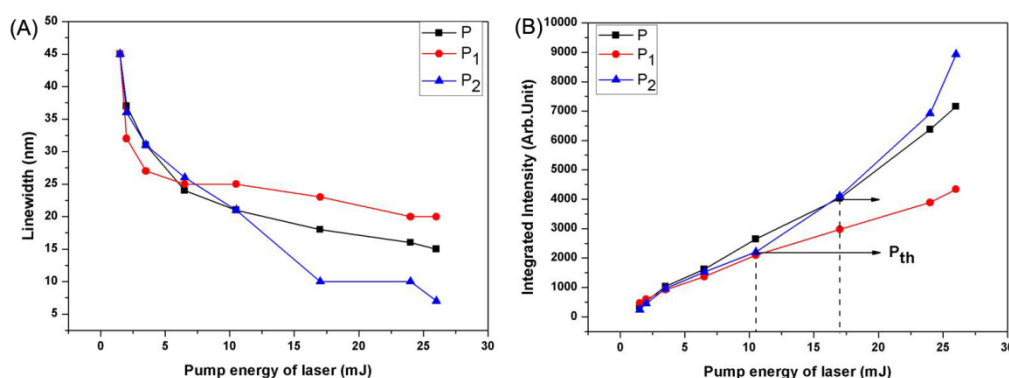 (A)
50
45
40
35
30
25
20
15
10
5
0
5
10
15
20
25
30
Linewidth (nm)
Pump energy of laser (mJ)
P
P1
P2
(B)
10000
9000
8000
7000
6000
5000
4000
3000
2000
1000
0
0
5
10
15
20
25
30
Integrated Intensity (Arb.Unit)
Pump energy of laser (mJ)
P
P1
P2
Pth